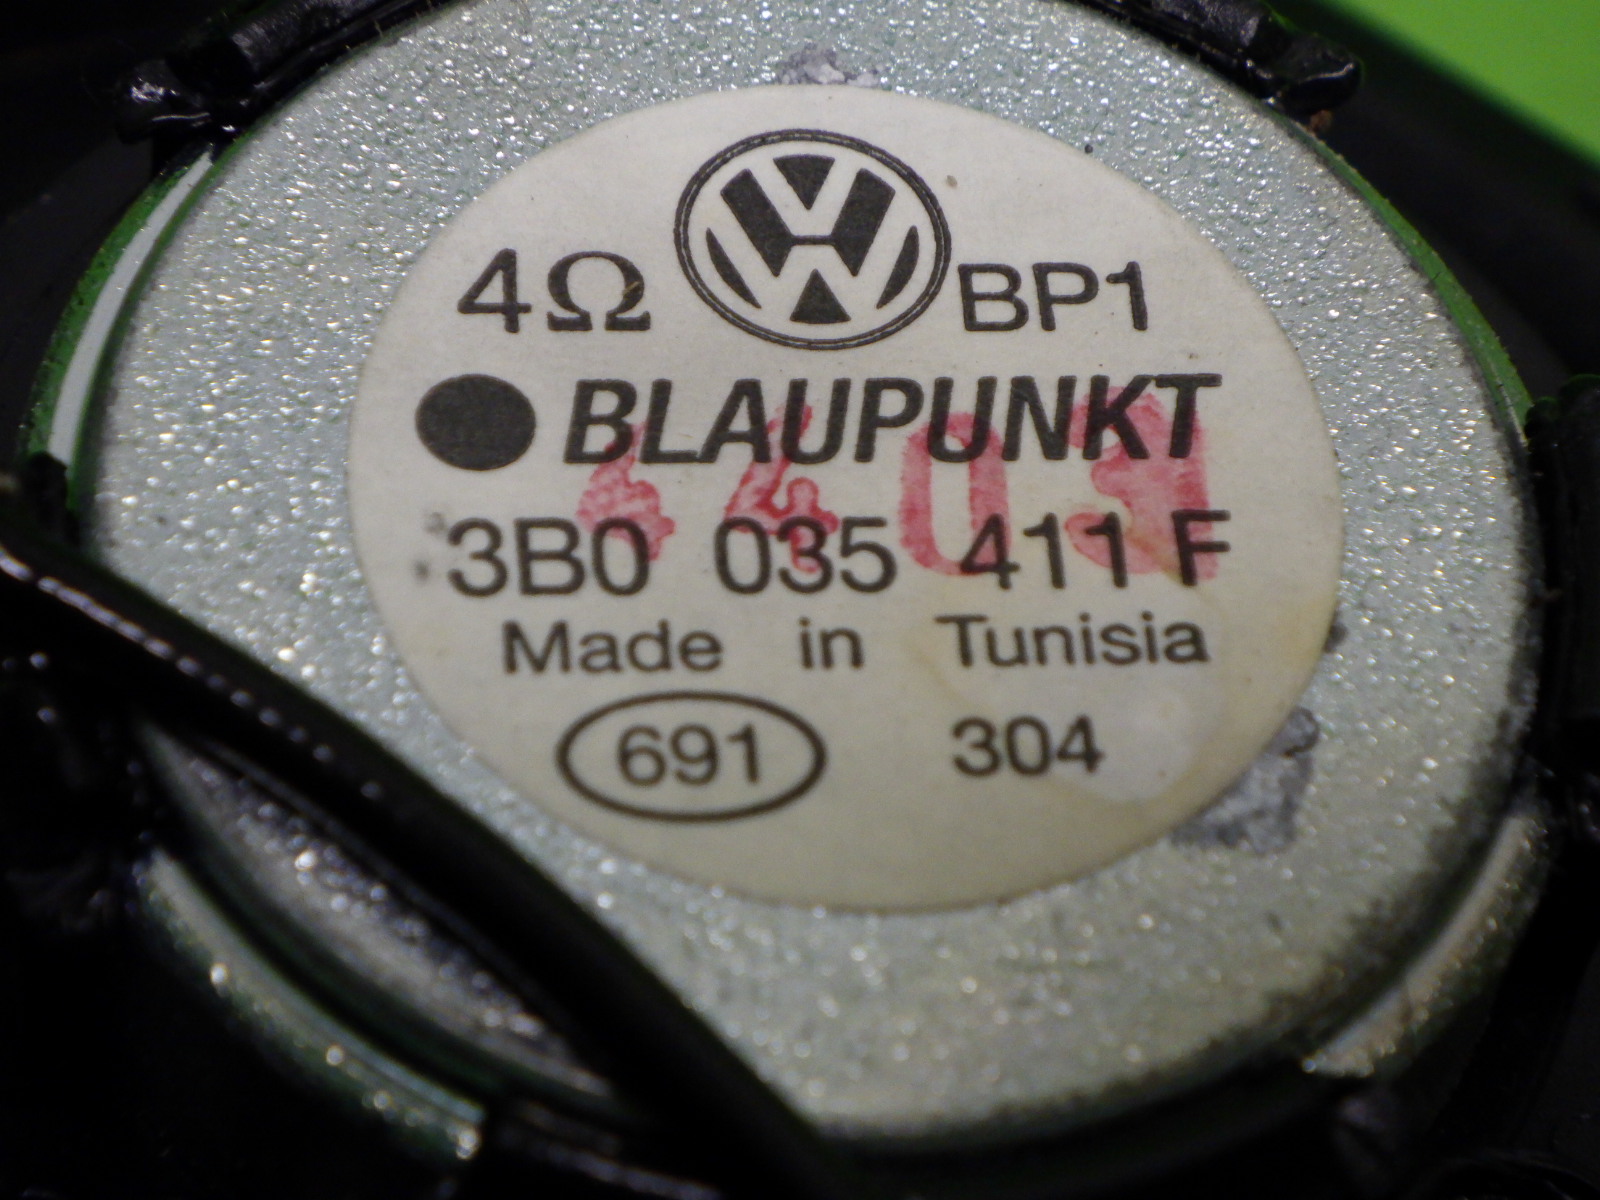 4Ω BP1
BLAUPUNKT
3B0 035 411 F
Made in Tunisia
691 304